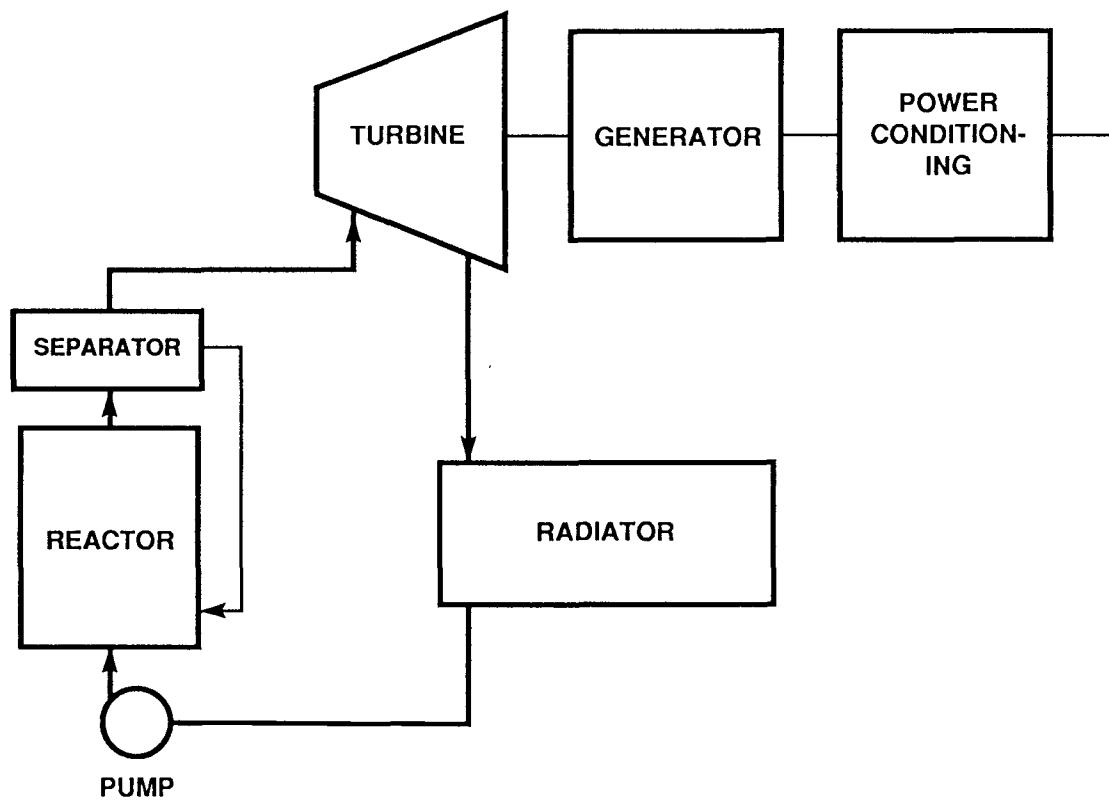 TURBINE
GENERATOR
POWER
CONDITION-
ING
SEPARATOR
REACTOR
RADIATOR
PUMP